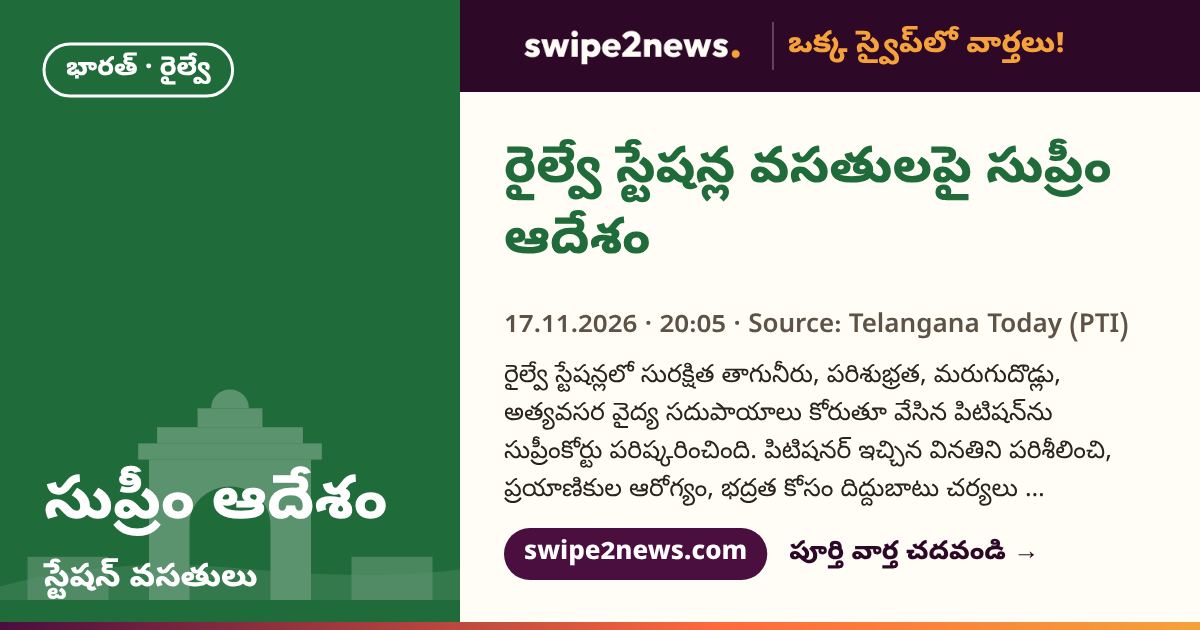 భారత్ · రైల్వే
swipe2news.
ఒక్క స్వైప్‌లో వార్తలు!
రైల్వే స్టేషన్ల వసతులపై సుప్రీం
ఆదేశం
17.11.2026 · 20:05 · Source: Telangana Today (PTI)
రైల్వే స్టేషన్లలో సురక్షిత తాగునీరు, పరిశుభ్రత, మరుగుదొడ్లు,
అత్యవసర వైద్య సదుపాయాలు కోరుతూ వేసిన పిటిషన్‌ను
సుప్రీంకోర్టు పరిష్కరించింది. పిటిషనర్ ఇచ్చిన వినతిని పరిశీలించి,
ప్రయాణికుల ఆరోగ్యం, భద్రత కోసం దిద్దుబాటు చర్యలు ...
సుప్రీం ఆదేశం
స్టేషన్ వసతులు
swipe2news.com
పూర్తి వార్త చదవండి →